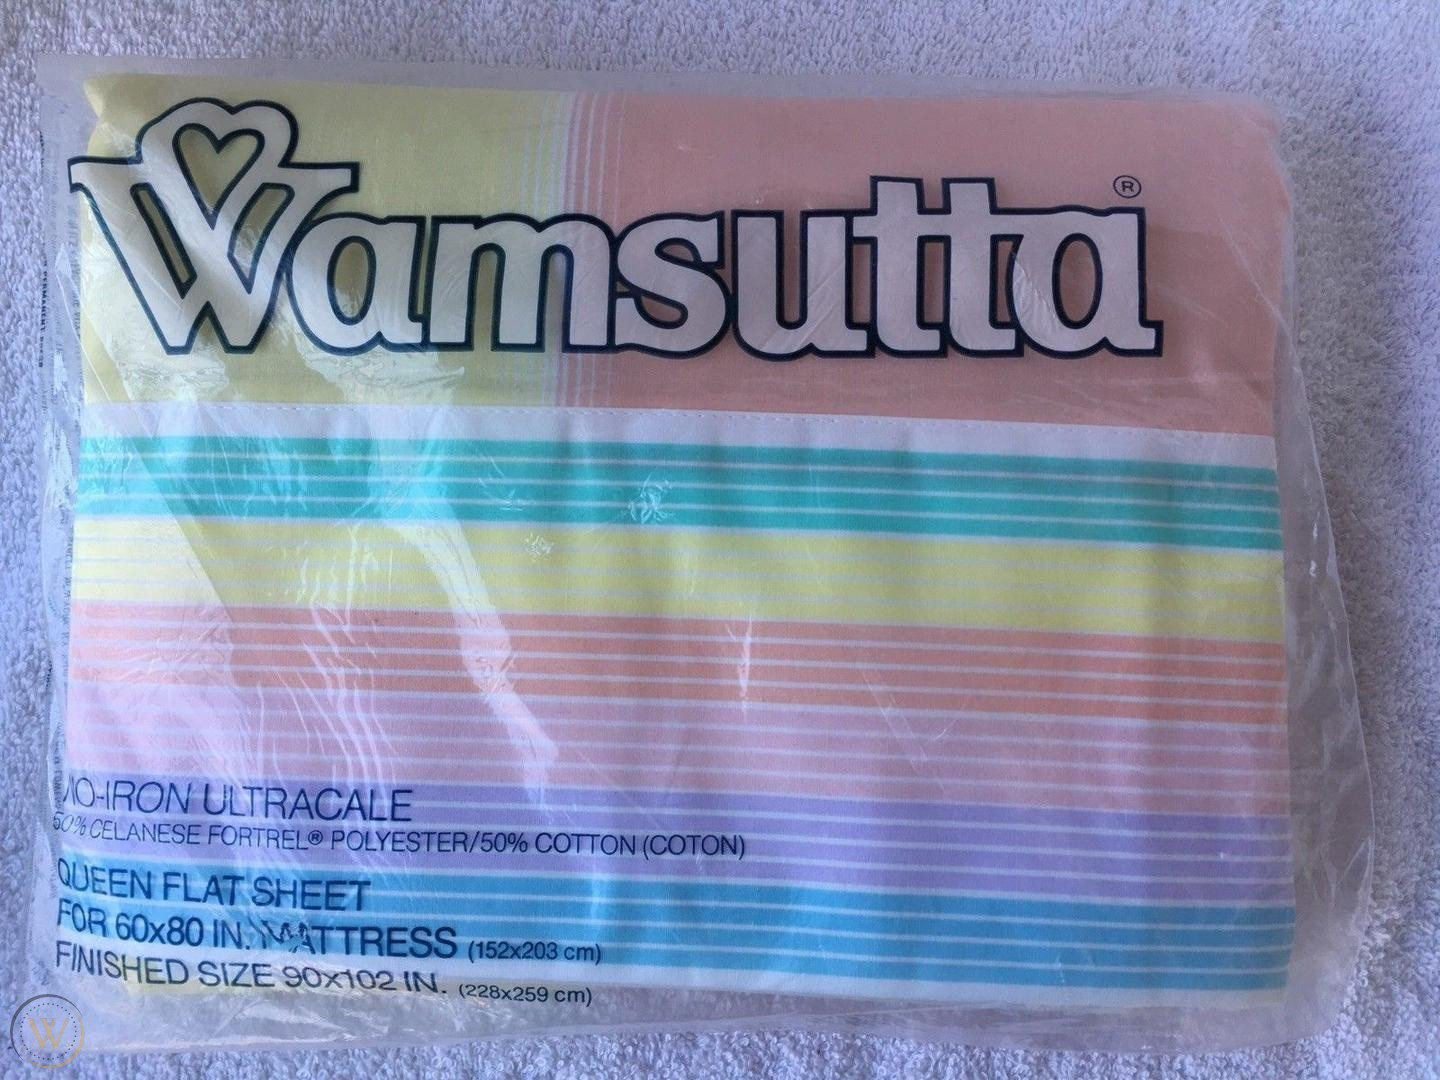 Wamsutta®
NO-IRON ULTRACALE
50% CELANESE FORTREL® POLYESTER/50% COTTON (COTON)
QUEEN FLAT SHEET
FOR 60x80 IN. MATTRESS (152x203 cm)
FINISHED SIZE 90x102 IN. (228x259 cm)
W